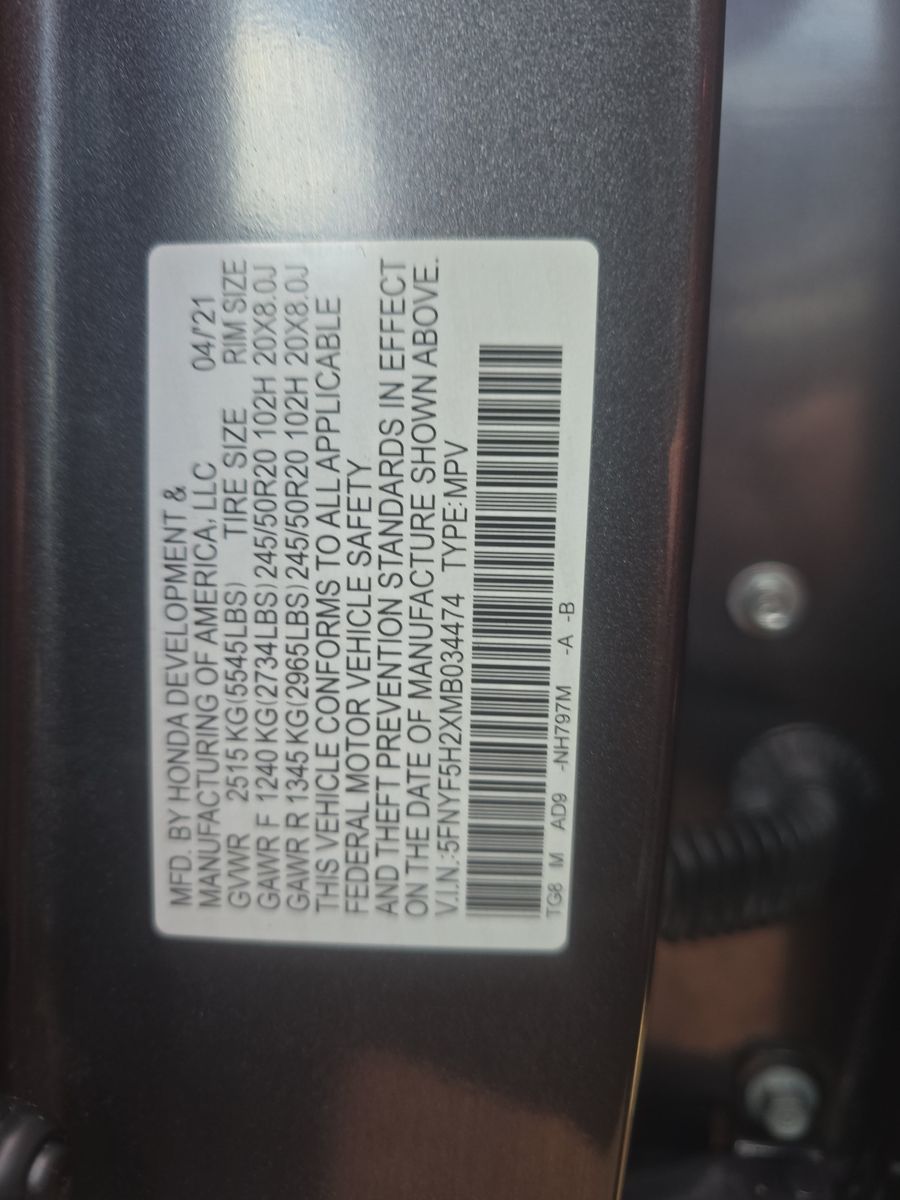 MFD. BY HONDA DEVELOPMENT &
MANUFACTURING OF AMERICA, LLC 04/'21
GVWR 2515 KG(5545LBS) TIRE SIZE RIM SIZE
GAWR F 1240 KG(2734LBS) 245/50R20 102H 20X8.0J
GAWR R 1345 KG(2965LBS) 245/50R20 102H 20X8.0J
THIS VEHICLE CONFORMS TO ALL APPLICABLE
FEDERAL MOTOR VEHICLE SAFETY
AND THEFT PREVENTION STANDARDS IN EFFECT
ON THE DATE OF MANUFACTURE SHOWN ABOVE.
V.I.N.:5FNYF5H2XMB034474 TYPE:MPV
TG8 M AD9 -NH797M -A -B